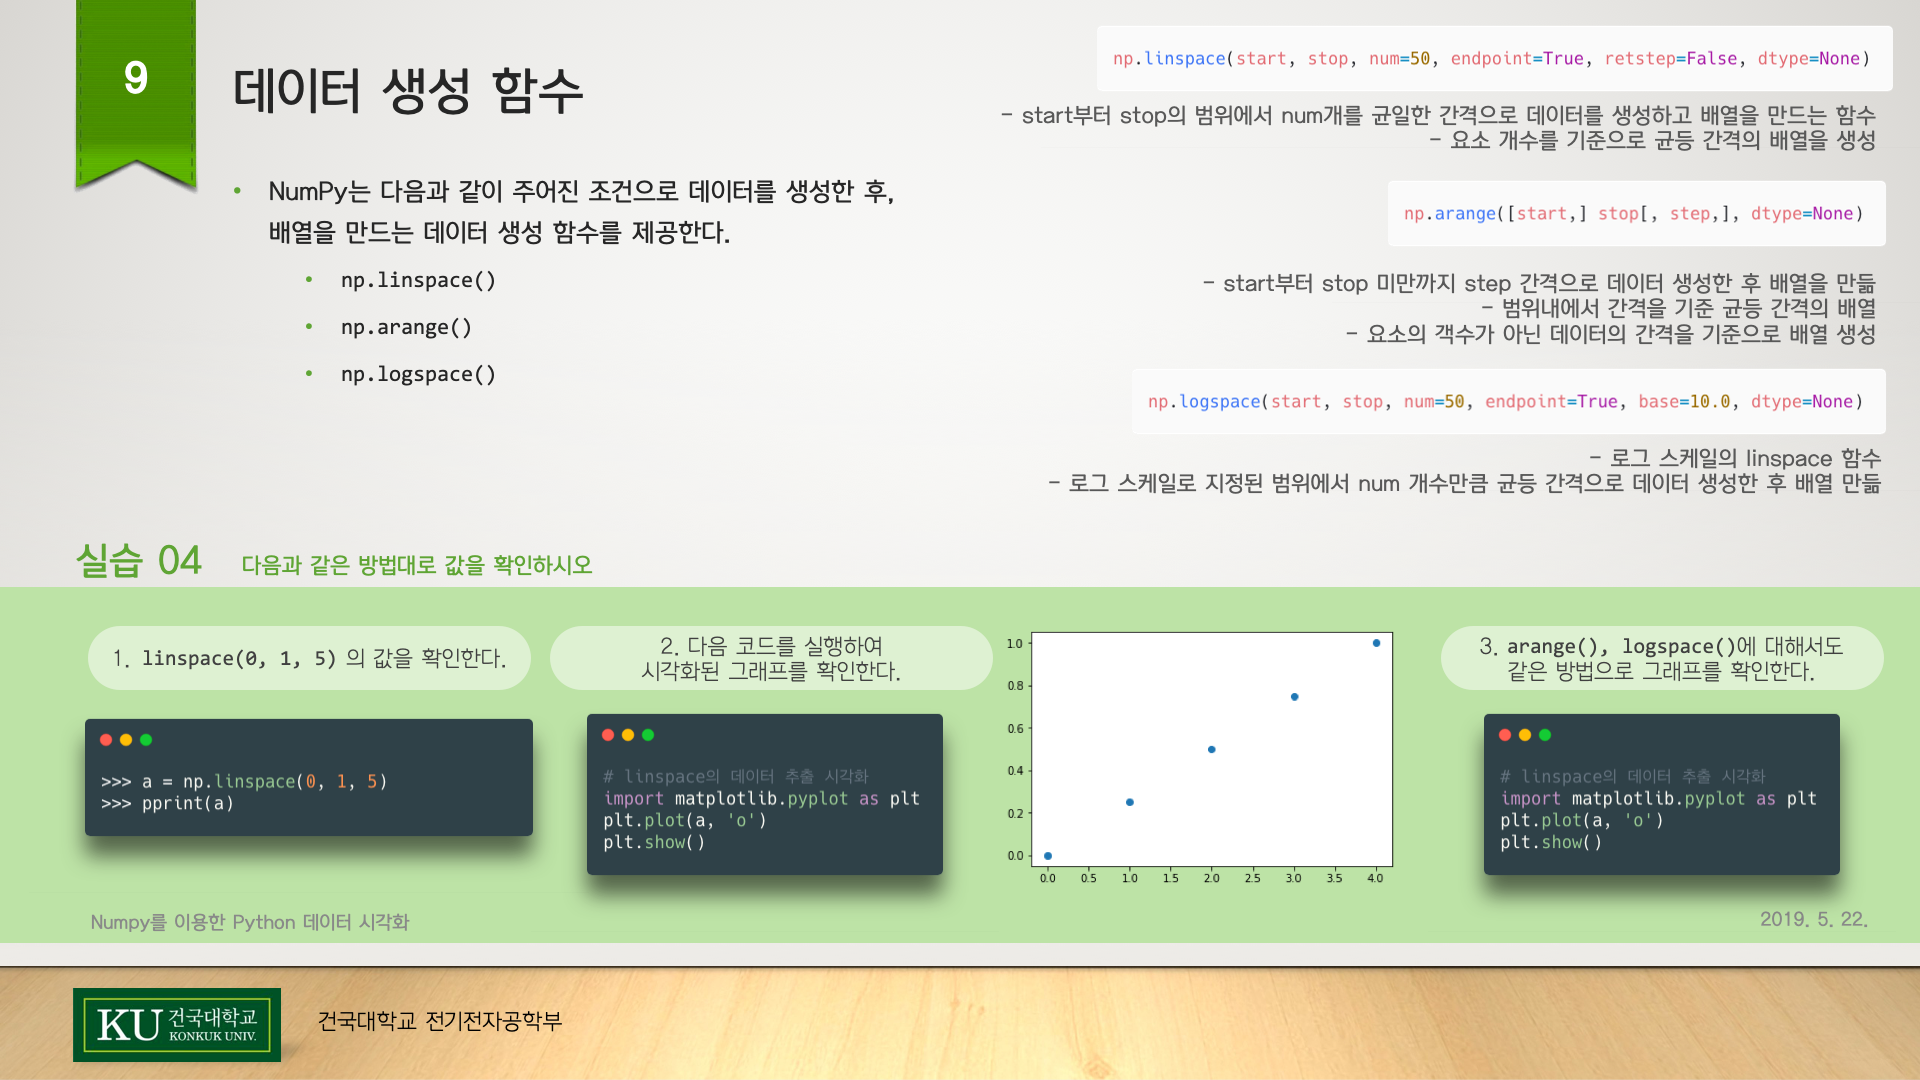 9
데이터 생성 함수
• NumPy는 다음과 같이 주어진 조건으로 데이터를 생성한 후,
배열을 만드는 데이터 생성 함수를 제공한다.
• np.linspace()
• np.arange()
• np.logspace()
np.linspace(start, stop, num=50, endpoint=True, retstep=False, dtype=None)
- start부터 stop의 범위에서 num개를 균일한 간격으로 데이터를 생성하고 배열을 만드는 함수
- 요소 개수를 기준으로 균등 간격의 배열을 생성
np.arange([start,] stop[, step,], dtype=None)
- start부터 stop 미만까지 step 간격으로 데이터 생성한 후 배열을 만듦
- 범위내에서 간격을 기준 균등 간격의 배열
- 요소의 객수가 아닌 데이터의 간격을 기준으로 배열 생성
np.logspace(start, stop, num=50, endpoint=True, base=10.0, dtype=None)
- 로그 스케일의 linspace 함수
- 로그 스케일로 지정된 범위에서 num 개수만큼 균등 간격으로 데이터 생성한 후 배열 만듦
실습 04 다음과 같은 방법대로 값을 확인하시오
1. linspace(0, 1, 5) 의 값을 확인한다.
>>> a = np.linspace(0, 1, 5)
>>> pprint(a)
2. 다음 코드를 실행하여
시각화된 그래프를 확인한다.
# linspace의 데이터 추출 시각화
import matplotlib.pyplot as plt
plt.plot(a, 'o')
plt.show()
1.0
0.8
0.6
0.4
0.2
0.0
0.0 0.5 1.0 1.5 2.0 2.5 3.0 3.5 4.0
3. arange(), logspace()에 대해서도
같은 방법으로 그래프를 확인한다.
# linspace의 데이터 추출 시각화
import matplotlib.pyplot as plt
plt.plot(a, 'o')
plt.show()
Numpy를 이용한 Python 데이터 시각화
2019. 5. 22.
KU 건국대학교
KONKUK UNIV.
건국대학교 전기전자공학부